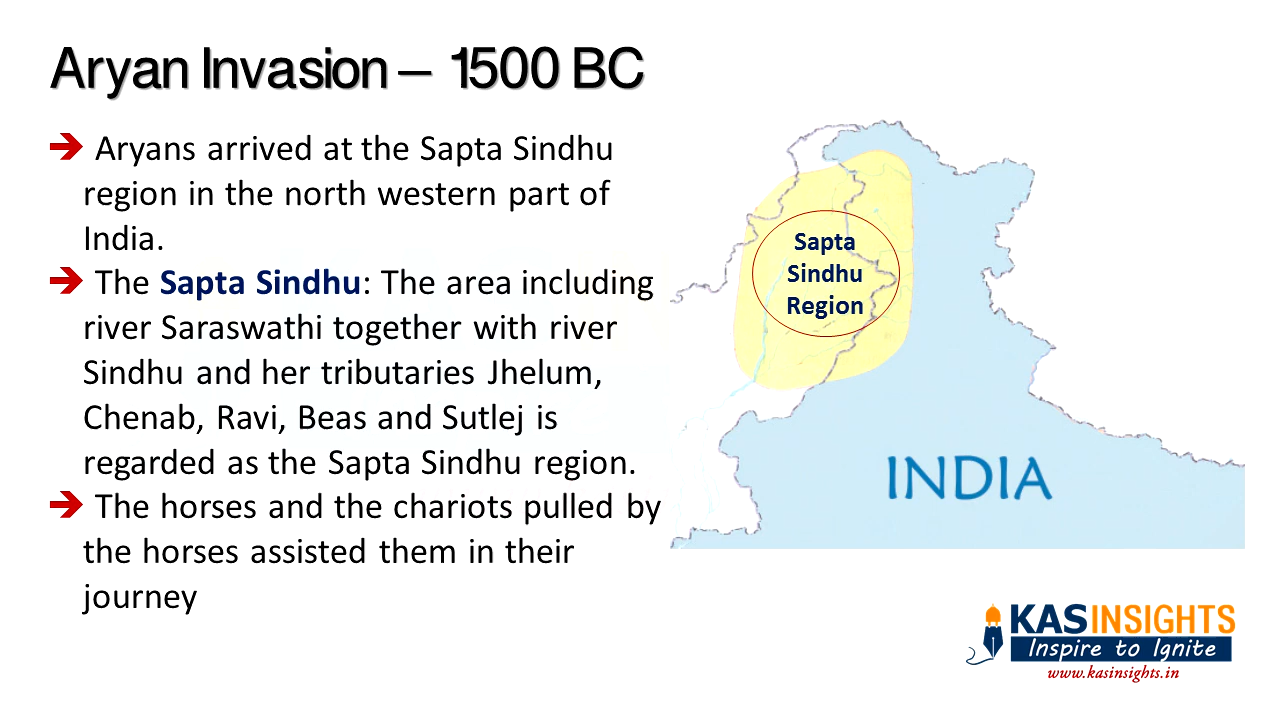 Aryan Invasion – 1500 BC
Aryans arrived at the Sapta Sindhu
region in the north western part of
India.
The Sapta Sindhu: The area including
river Saraswathi together with river
Sindhu and her tributaries Jhelum,
Chenab, Ravi, Beas and Sutlej is
regarded as the Sapta Sindhu region.
The horses and the chariots pulled by
the horses assisted them in their
journey
Sapta
Sindhu
Region
INDIA
KASINSIGHTS
Inspire to Ignite
www.kasinsights.in